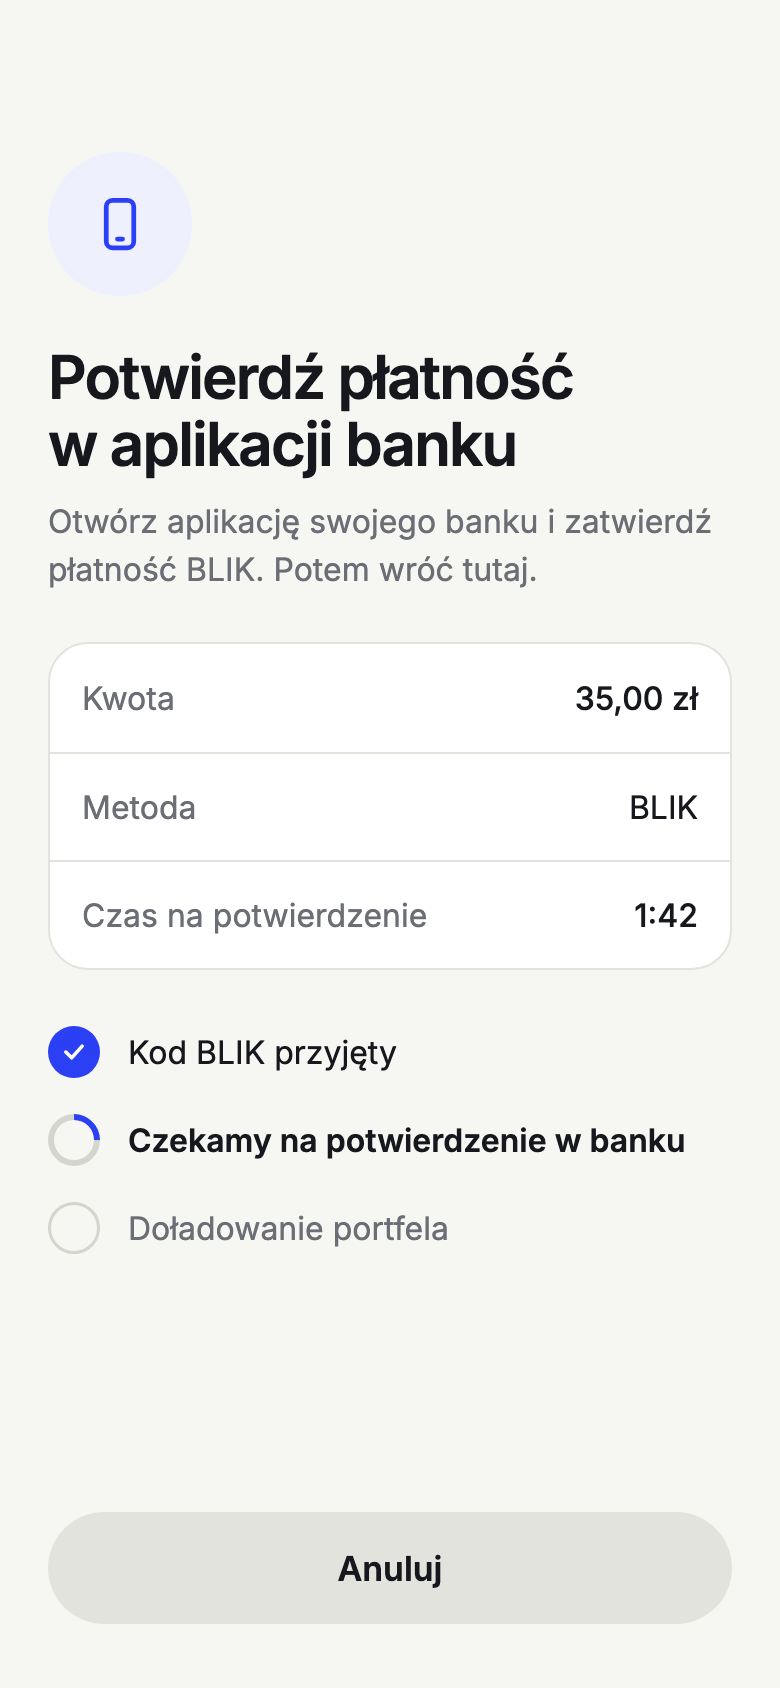 Potwierdź płatność
w aplikacji banku
Otwórz aplikację swojego banku i zatwierdź
płatność BLIK. Potem wróć tutaj.
Kwota 35,00 zł
Metoda BLIK
Czas na potwierdzenie 1:42
Kod BLIK przyjęty
Czekamy na potwierdzenie w banku
Doładowanie portfela
Anuluj